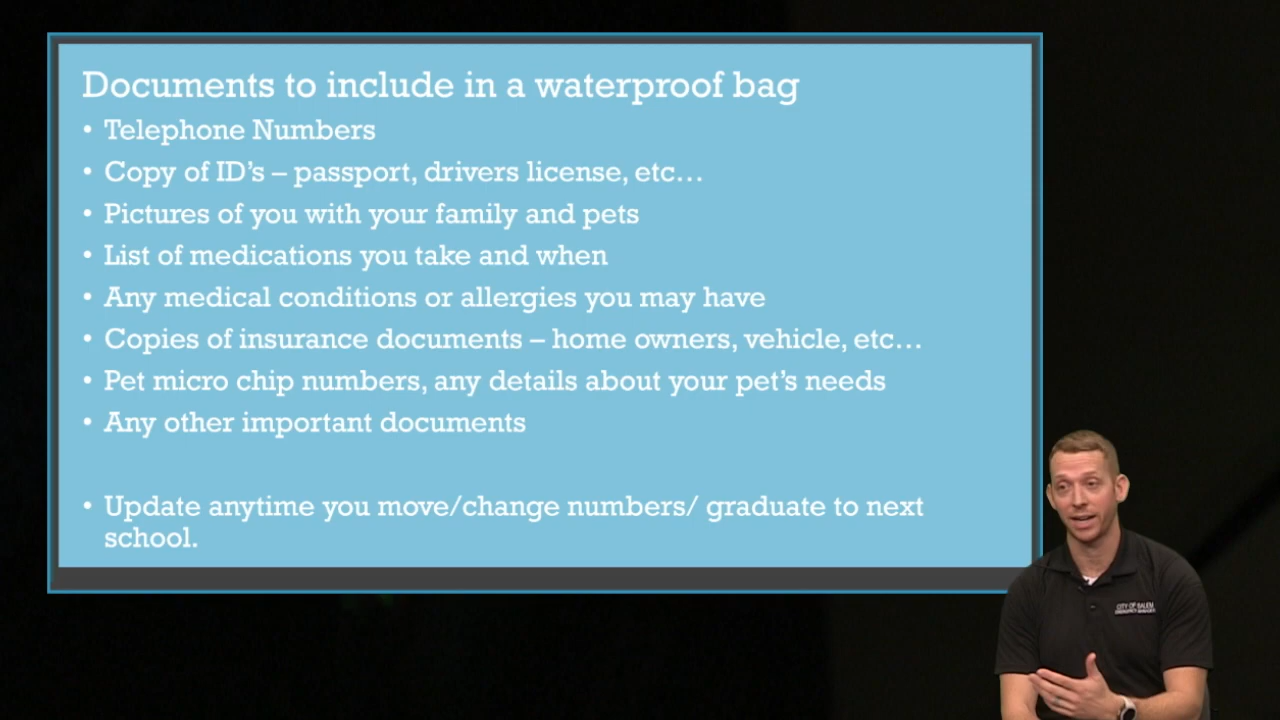 Documents to include in a waterproof bag
• Telephone Numbers
• Copy of ID's – passport, drivers license, etc...
• Pictures of you with your family and pets
• List of medications you take and when
• Any medical conditions or allergies you may have
• Copies of insurance documents – home owners, vehicle, etc...
• Pet micro chip numbers, any details about your pet's needs
• Any other important documents
• Update anytime you move/change numbers/ graduate to next
school.
CITY OF SALEM